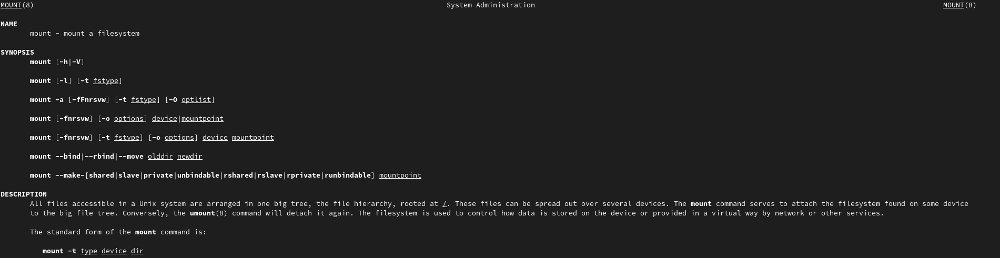 MOUNT(8) System Administration MOUNT(8)
NAME
mount - mount a filesystem
SYNOPSIS
mount [-h|-V]
mount [-l] [-t fstype]
mount -a [-fFnrsvw] [-t fstype] [-O optlist]
mount [-fnrsvw] [-o options] device|mountpoint
mount [-fnrsvw] [-t fstype] [-o options] device mountpoint
mount --bind|--rbind|--move olddir newdir
mount --make-[shared|slave|private|unbindable|rshared|rslave|rprivate|runbindable] mountpoint
DESCRIPTION
All files accessible in a Unix system are arranged in one big tree, the file hierarchy, rooted at /. These files can be spread out over several devices. The mount command serves to attach the filesystem found on some device
to the big file tree. Conversely, the umount(8) command will detach it again. The filesystem is used to control how data is stored on the device or provided in a virtual way by network or other services.
The standard form of the mount command is:
mount -t type device dir